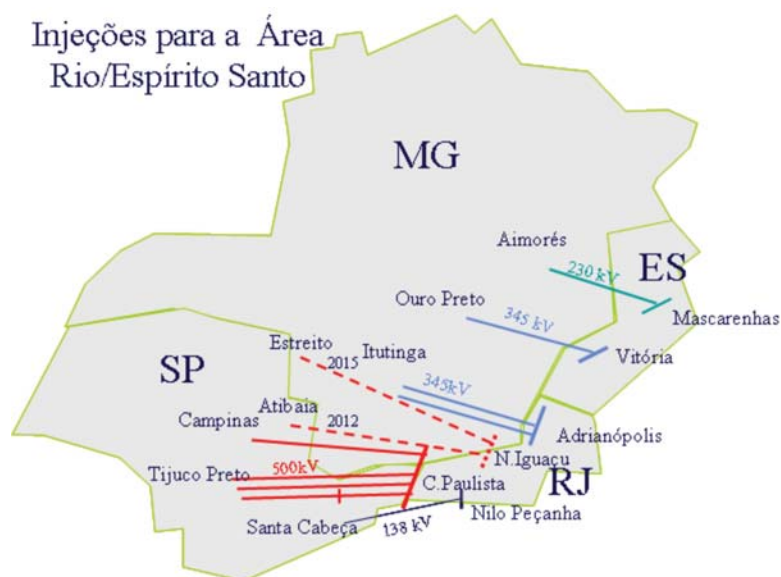 Injeções para a Área
Rio/Espírito Santo
MG
Aimorés
ES
230 kV
Ouro Preto
Mascarenhas
345 kV
Vitória
Estreito
2015
Itutinga
SP
345kV
Campinas
Atibaia
2012
Adrianópolis
N.Iguaçu
Tijuco Preto
500kV
C.Paulista
RJ
Santa Cabeça
138 kV
Nilo Peçanha